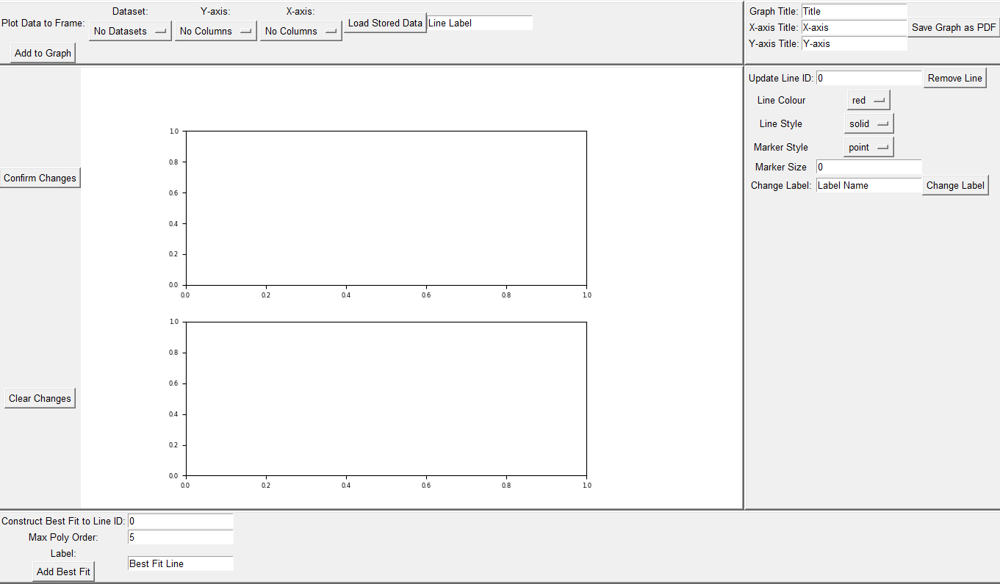 Plot Data to Frame:
Dataset:
Y-axis:
X-axis:
No Datasets
No Columns
No Columns
Load Stored Data
Line Label
Add to Graph
Graph Title: Title
X-axis Title: X-axis
Y-axis Title: Y-axis
Save Graph as PDF
Confirm Changes
Clear Changes
1.0
0.8
0.6
0.4
0.2
0.0
0.0 0.2 0.4 0.6 0.8 1.0
1.0
0.8
0.6
0.4
0.2
0.0
0.0 0.2 0.4 0.6 0.8 1.0
Update Line ID: 0 Remove Line
Line Colour red
Line Style solid
Marker Style point
Marker Size 0
Change Label: Label Name Change Label
Construct Best Fit to Line ID: 0
Max Poly Order: 5
Label:
Best Fit Line
Add Best Fit